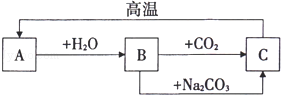 高温
A +H₂O B +CO₂ C
+Na₂CO₃